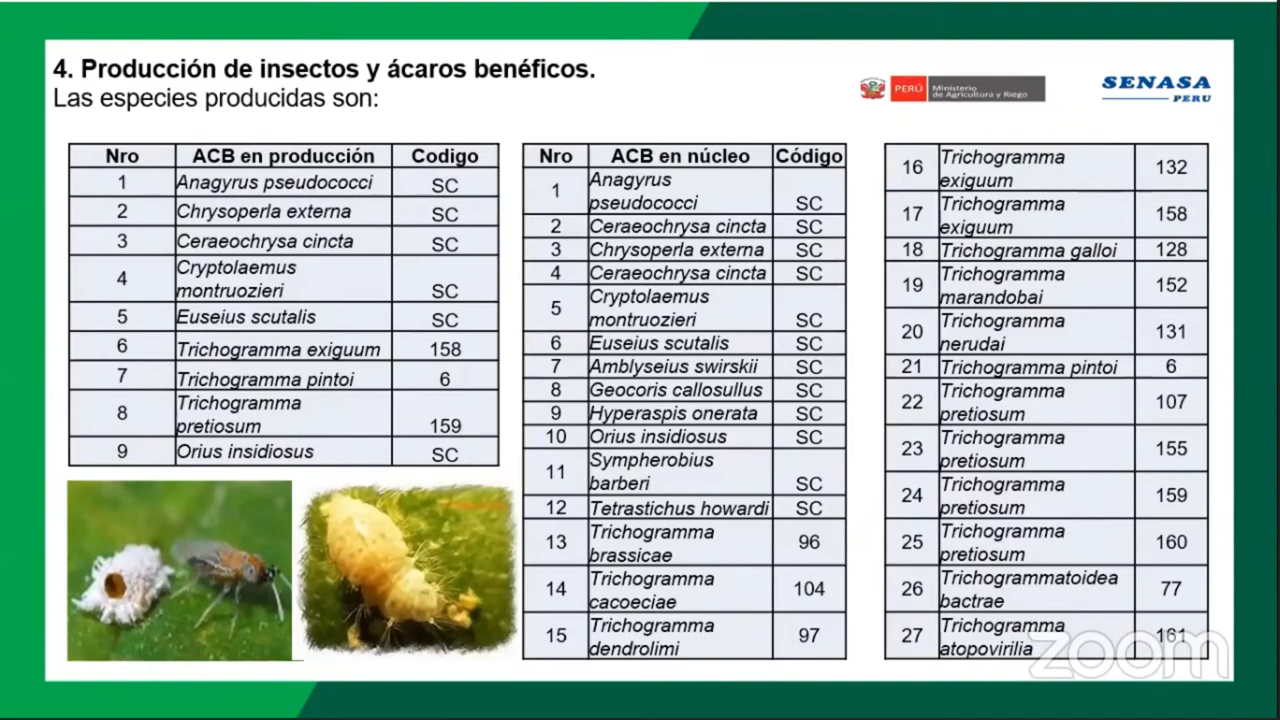 4. Producción de insectos y ácaros benéficos.
Las especies producidas son:
PERÚ Ministerio
de Agricultura y Riego
SENASA
PERU
Nro ACB en producción Codigo
1 Anagyrus pseudococci SC
2 Chrysoperla externa SC
3 Ceraeochrysa cincta SC
4 Cryptolaemus
montruozieri SC
5 Euseius scutalis SC
6 Trichogramma exiguum 158
7 Trichogramma pintoi 6
8 Trichogramma
pretiosum 159
9 Orius insidiosus SC
Nro ACB en núcleo Código
1 Anagyrus
pseudococci SC
2 Ceraeochrysa cincta SC
3 Chrysoperla externa SC
4 Ceraeochrysa cincta SC
5 Cryptolaemus
montruozieri SC
6 Euseius scutalis SC
7 Amblyseius swirskii SC
8 Geocoris callosullus SC
9 Hyperaspis onerata SC
10 Orius insidiosus SC
11 Sympherobius
barberi SC
12 Tetrastichus howardi SC
13 Trichogramma
brassicae 96
14 Trichogramma
cacoeciae 104
15 Trichogramma
dendrolimi 97
16 Trichogramma
exiguum 132
17 Trichogramma
exiguum 158
18 Trichogramma galloi 128
19 Trichogramma
marandobai 152
20 Trichogramma
nerudai 131
21 Trichogramma pintoi 6
22 Trichogramma
pretiosum 107
23 Trichogramma
pretiosum 155
24 Trichogramma
pretiosum 159
25 Trichogramma
pretiosum 160
26 Trichogrammatoidea
bactrae 77
27 Trichogramma
atopovirilia 161
zoom